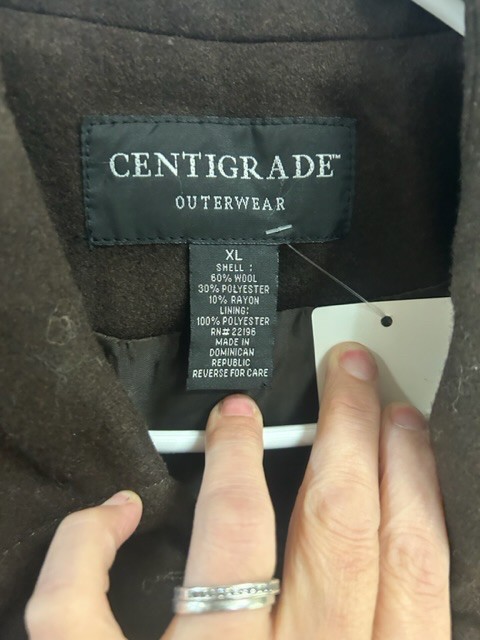 CENTIGRADE™
OUTERWEAR
XL
SHELL :
60% WOOL
30% POLYESTER
10% RAYON
LINING:
100% POLYESTER
RN# 22196
MADE IN
DOMINICAN
REPUBLIC
REVERSE FOR CARE